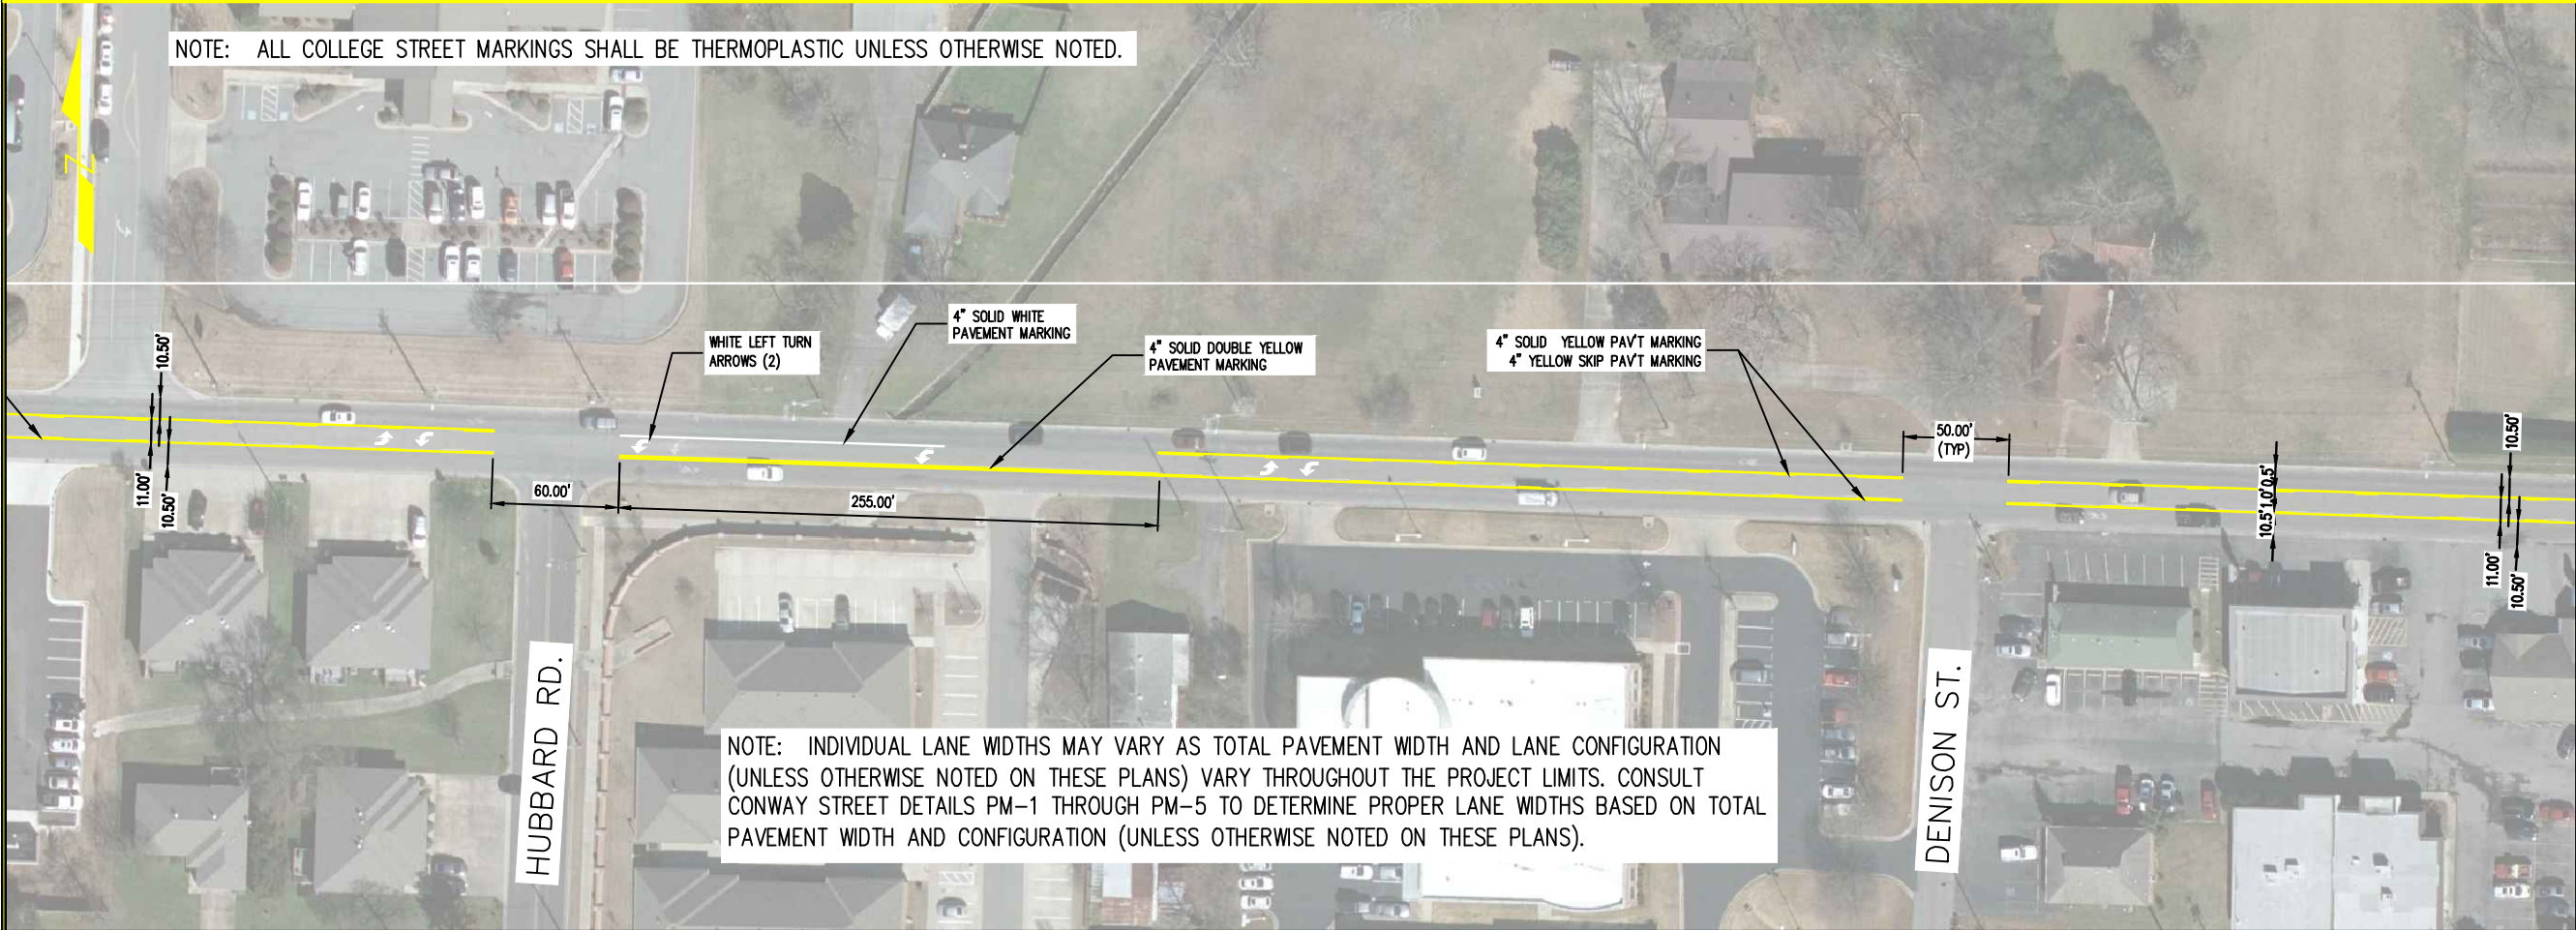 NOTE: ALL COLLEGE STREET MARKINGS SHALL BE THERMOPLASTIC UNLESS OTHERWISE NOTED.
N
10.50'
11.00'
10.50'
WHITE LEFT TURN
ARROWS (2)
4" SOLID WHITE
PAVEMENT MARKING
4" SOLID DOUBLE YELLOW
PAVEMENT MARKING
4" SOLID YELLOW PAV'T MARKING
4" YELLOW SKIP PAV'T MARKING
60.00'
255.00'
50.00'
(TYP)
10.5'
10.50'
11.00'
10.50'
HUBBARD RD.
DENISON ST.
NOTE: INDIVIDUAL LANE WIDTHS MAY VARY AS TOTAL PAVEMENT WIDTH AND LANE CONFIGURATION
(UNLESS OTHERWISE NOTED ON THESE PLANS) VARY THROUGHOUT THE PROJECT LIMITS. CONSULT
CONWAY STREET DETAILS PM-1 THROUGH PM-5 TO DETERMINE PROPER LANE WIDTHS BASED ON TOTAL
PAVEMENT WIDTH AND CONFIGURATION (UNLESS OTHERWISE NOTED ON THESE PLANS).